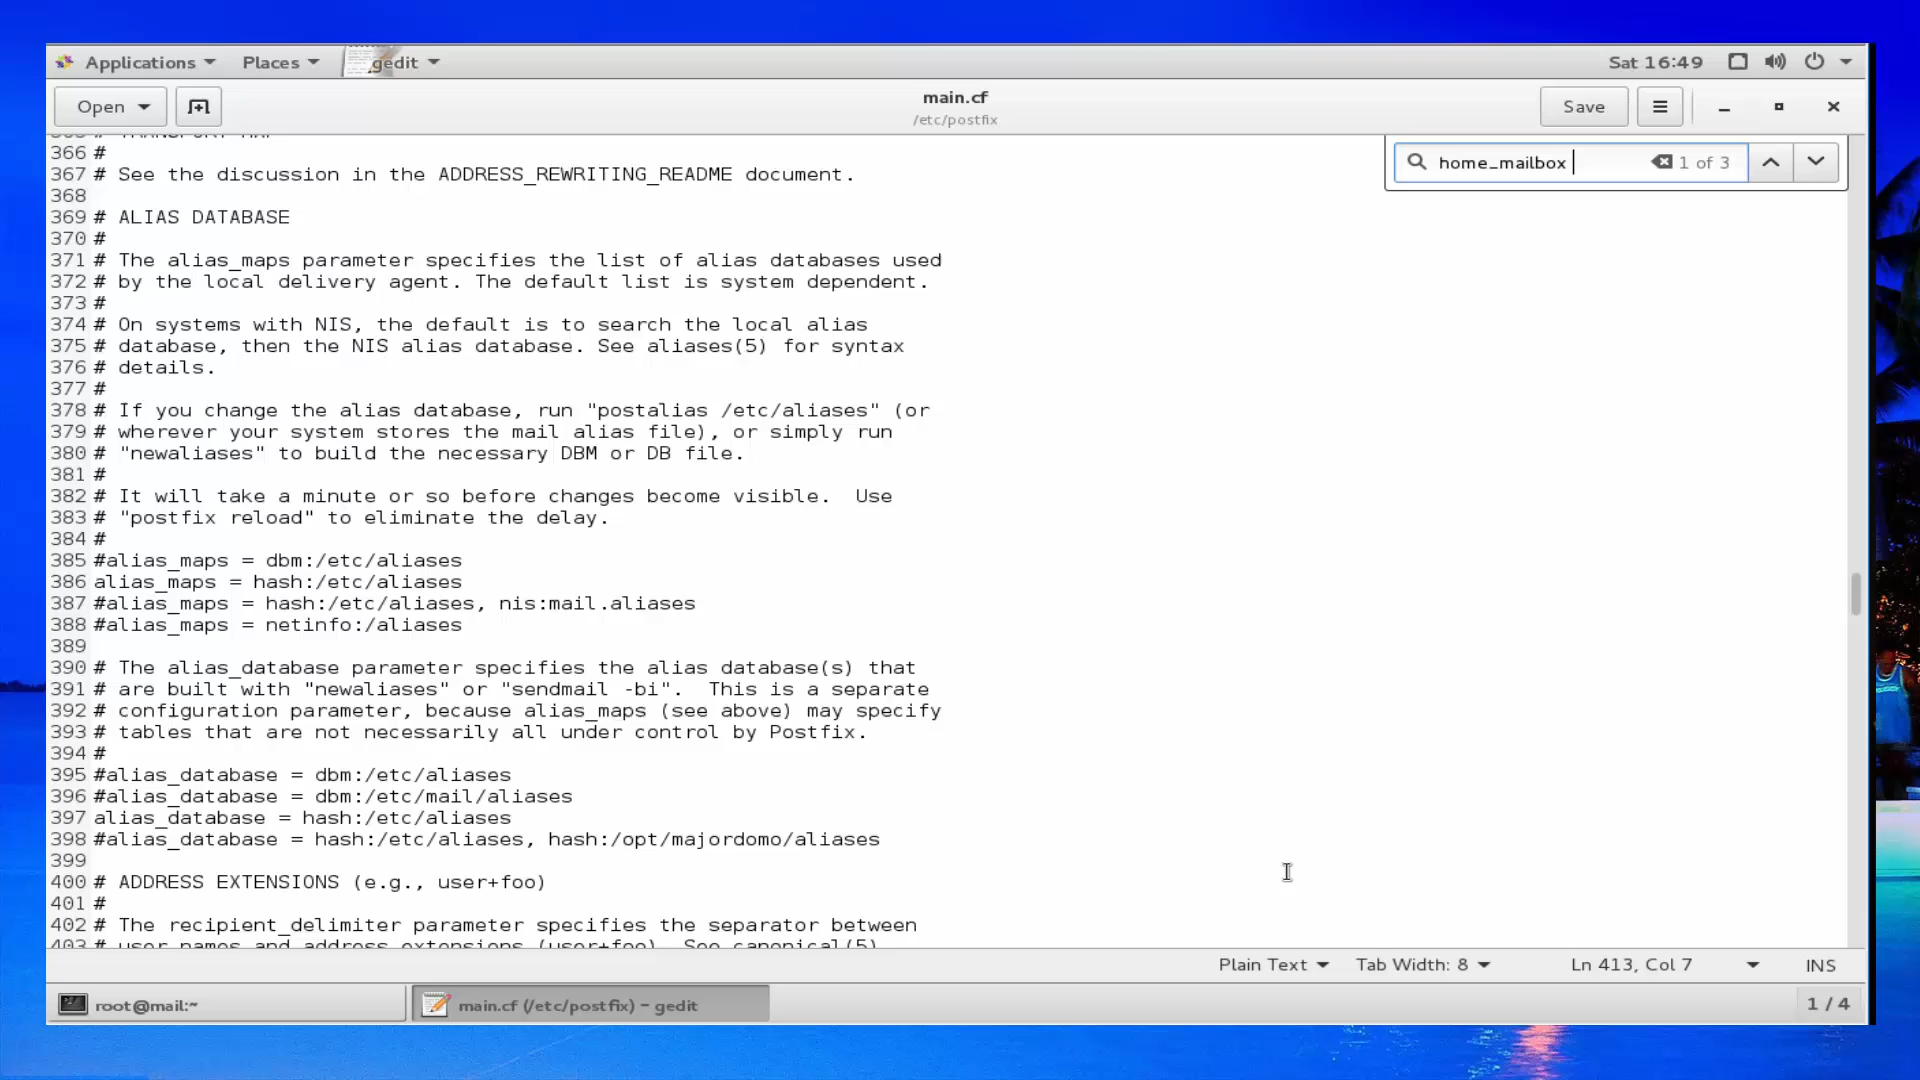 Applications
Places
gedit
Sat 16:49
Open
main.cf
/etc/postfix
Save
home_mailbox
1 of 3
366 #
367 # See the discussion in the ADDRESS_REWRITING_README document.
368
369 # ALIAS DATABASE
370 #
371 # The alias_maps parameter specifies the list of alias databases used
372 # by the local delivery agent. The default list is system dependent.
373 #
374 # On systems with NIS, the default is to search the local alias
375 # database, then the NIS alias database. See aliases(5) for syntax
376 # details.
377 #
378 # If you change the alias database, run "postalias /etc/aliases" (or
379 # wherever your system stores the mail alias file), or simply run
380 # "newaliases" to build the necessary DBM or DB file.
381 #
382 # It will take a minute or so before changes become visible.  Use
383 # "postfix reload" to eliminate the delay.
384 #
385 #alias_maps = dbm:/etc/aliases
386 alias_maps = hash:/etc/aliases
387 #alias_maps = hash:/etc/aliases, nis:mail.aliases
388 #alias_maps = netinfo:/aliases
389
390 # The alias_database parameter specifies the alias database(s) that
391 # are built with "newaliases" or "sendmail -bi".  This is a separate
392 # configuration parameter, because alias_maps (see above) may specify
393 # tables that are not necessarily all under control by Postfix.
394 #
395 #alias_database = dbm:/etc/aliases
396 #alias_database = dbm:/etc/mail/aliases
397 alias_database = hash:/etc/aliases
398 #alias_database = hash:/etc/aliases, hash:/opt/majordomo/aliases
399
400 # ADDRESS EXTENSIONS (e.g., user+foo)
401 #
402 # The recipient_delimiter parameter specifies the separator between
403 # user names and address extensions (user+foo).  See canonical(5),
Plain Text
Tab Width: 8
Ln 413, Col 7
INS
root@mail:~
main.cf (/etc/postfix) - gedit
1 / 4